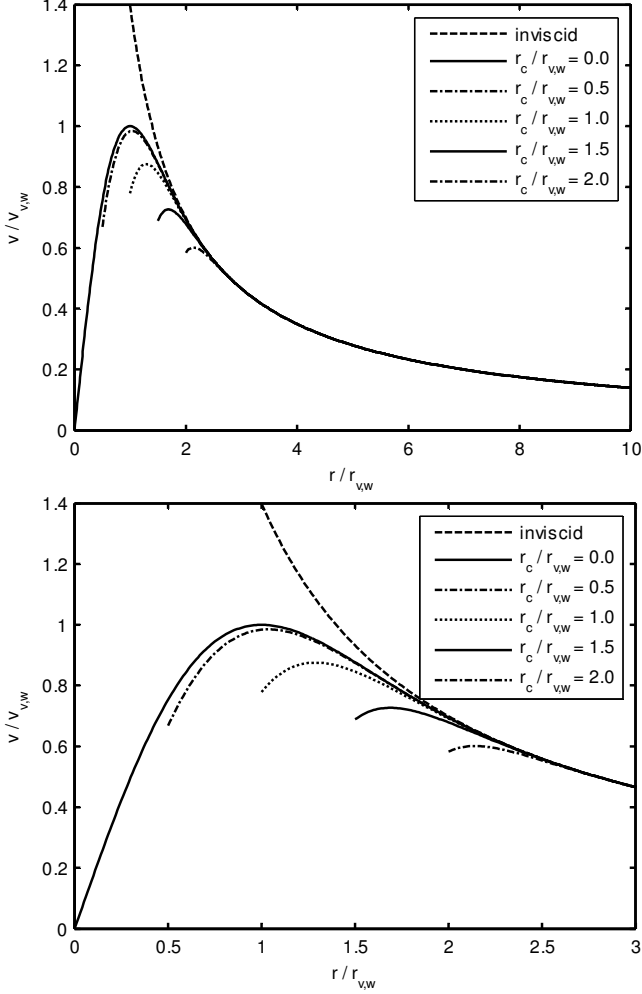 1.4
1.2
1
0.8
0.6
0.4
0.2
0
v / v_{v,w}
inviscid
r_c / r_{v,w} = 0.0
r_c / r_{v,w} = 0.5
r_c / r_{v,w} = 1.0
r_c / r_{v,w} = 1.5
r_c / r_{v,w} = 2.0
0 2 4 6 8 10
r / r_{v,w}
1.4
1.2
1
0.8
0.6
0.4
0.2
0
v / v_{v,w}
inviscid
r_c / r_{v,w} = 0.0
r_c / r_{v,w} = 0.5
r_c / r_{v,w} = 1.0
r_c / r_{v,w} = 1.5
r_c / r_{v,w} = 2.0
0 0.5 1 1.5 2 2.5 3
r / r_{v,w}